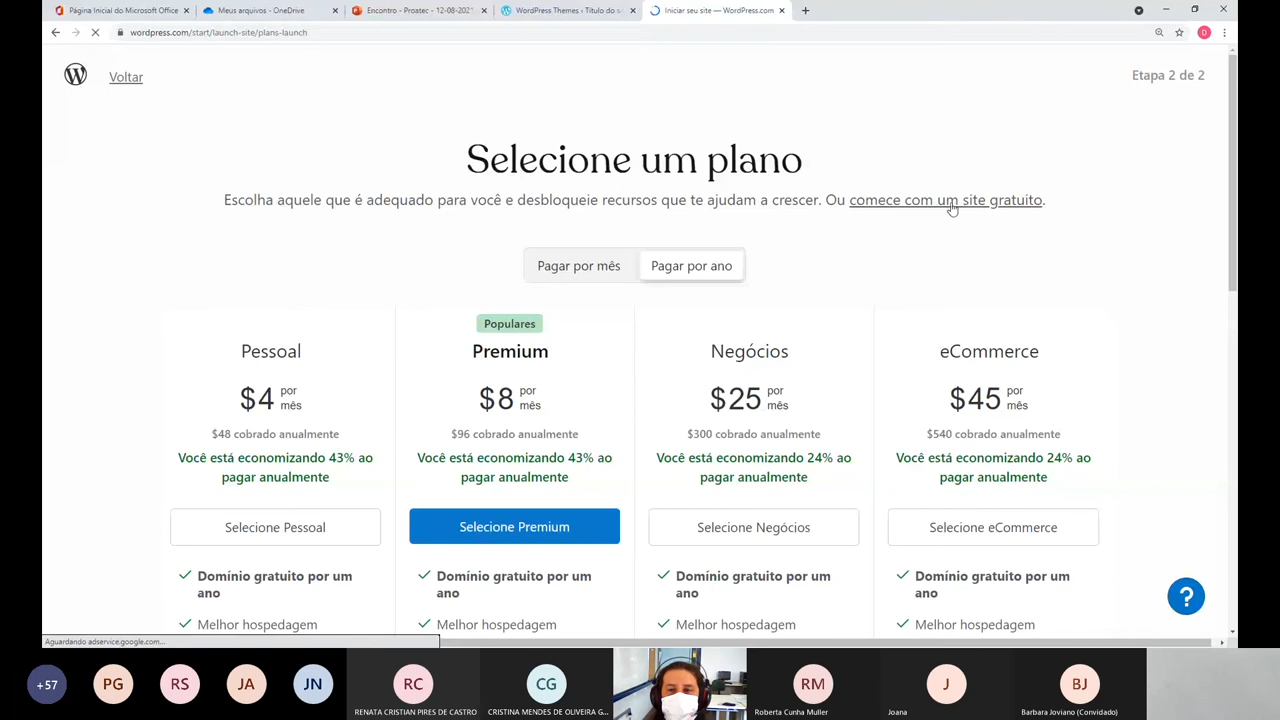 Página Inicial do Microsoft Office
Meus arquivos - OneDrive
Encontro - Proatec - 12-08-2021
WordPress Themes ‹ Título do s
Iniciar seu site — WordPress.com
wordpress.com/start/launch-site/plans-launch
D
Voltar
Etapa 2 de 2
Selecione um plano
Escolha aquele que é adequado para você e desbloqueie recursos que te ajudam a crescer. Ou comece com um site gratuito.
Pagar por mês
Pagar por ano
Populares
Pessoal
Premium
Negócios
eCommerce
$4 por mês
$8 por mês
$25 por mês
$45 por mês
$48 cobrado anualmente
$96 cobrado anualmente
$300 cobrado anualmente
$540 cobrado anualmente
Você está economizando 43% ao
pagar anualmente
Você está economizando 43% ao
pagar anualmente
Você está economizando 24% ao
pagar anualmente
Você está economizando 24% ao
pagar anualmente
Selecione Pessoal
Selecione Premium
Selecione Negócios
Selecione eCommerce
Domínio gratuito por um
ano
Domínio gratuito por um
ano
Domínio gratuito por um
ano
Domínio gratuito por um
ano
Melhor hospedagem
Melhor hospedagem
Melhor hospedagem
Melhor hospedagem
?
Aguardando adservice.google.com...
+57
PG
RS
JA
JN
RC
RENATA CRISTIAN PIRES DE CASTRO
CG
CRISTINA MENDES DE OLIVEIRA G...
RM
Roberta Cunha Muller
J
Joana
BJ
Barbara Joviano (Convidado)